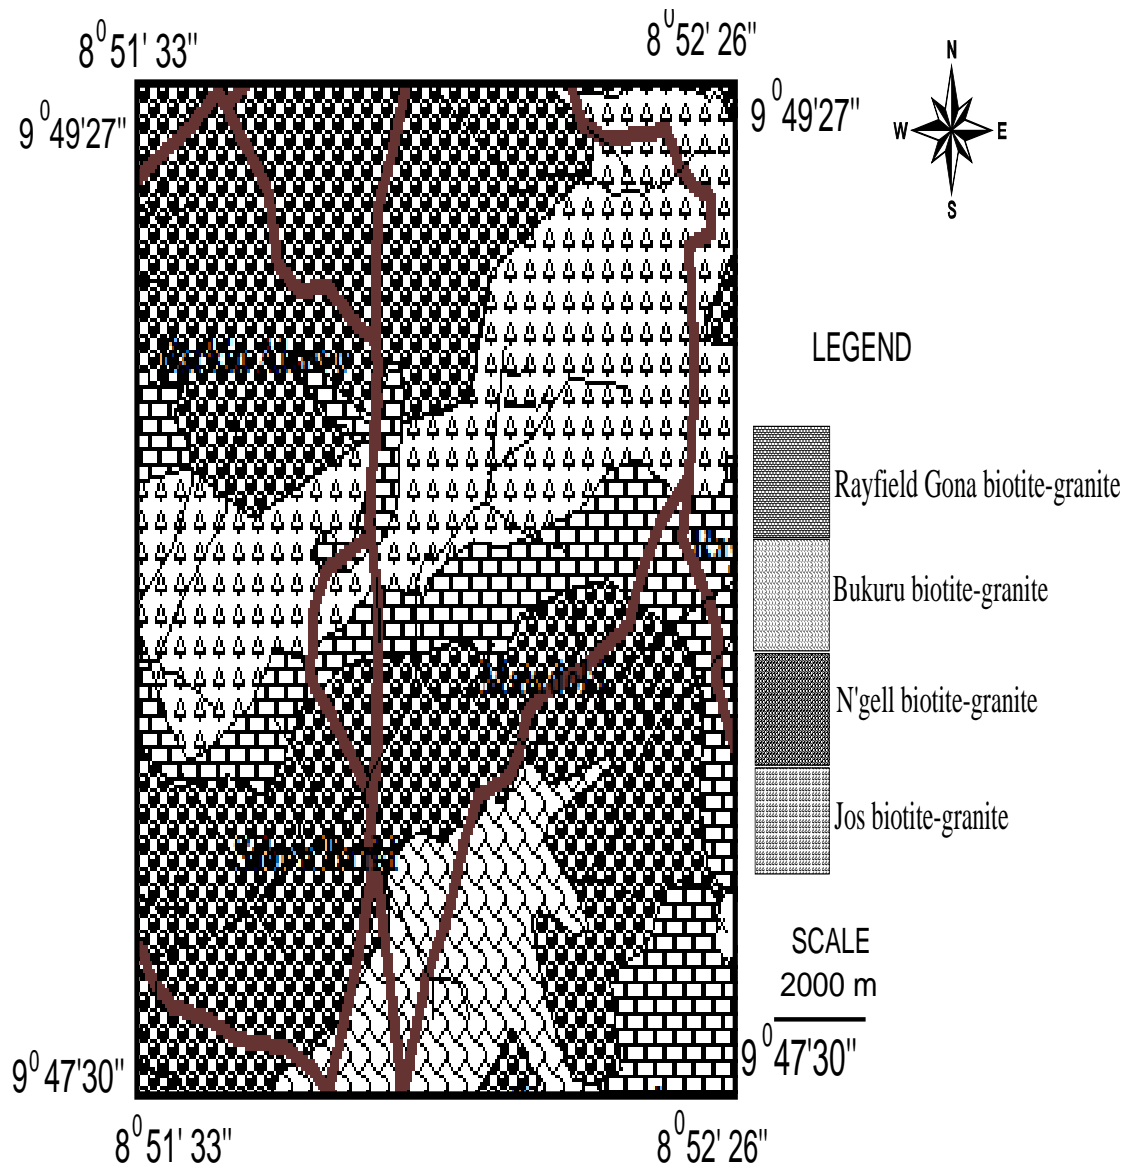 8⁰51' 33"
8⁰52' 26"
N
9⁰49'27"
9⁰49'27"
W
E
S
LEGEND
Rayfield Gona biotite-granite
Bukuru biotite-granite
N'gell biotite-granite
Jos biotite-granite
SCALE
2000 m
9⁰47'30"
9⁰47'30"
8⁰51' 33"
8⁰52' 26"